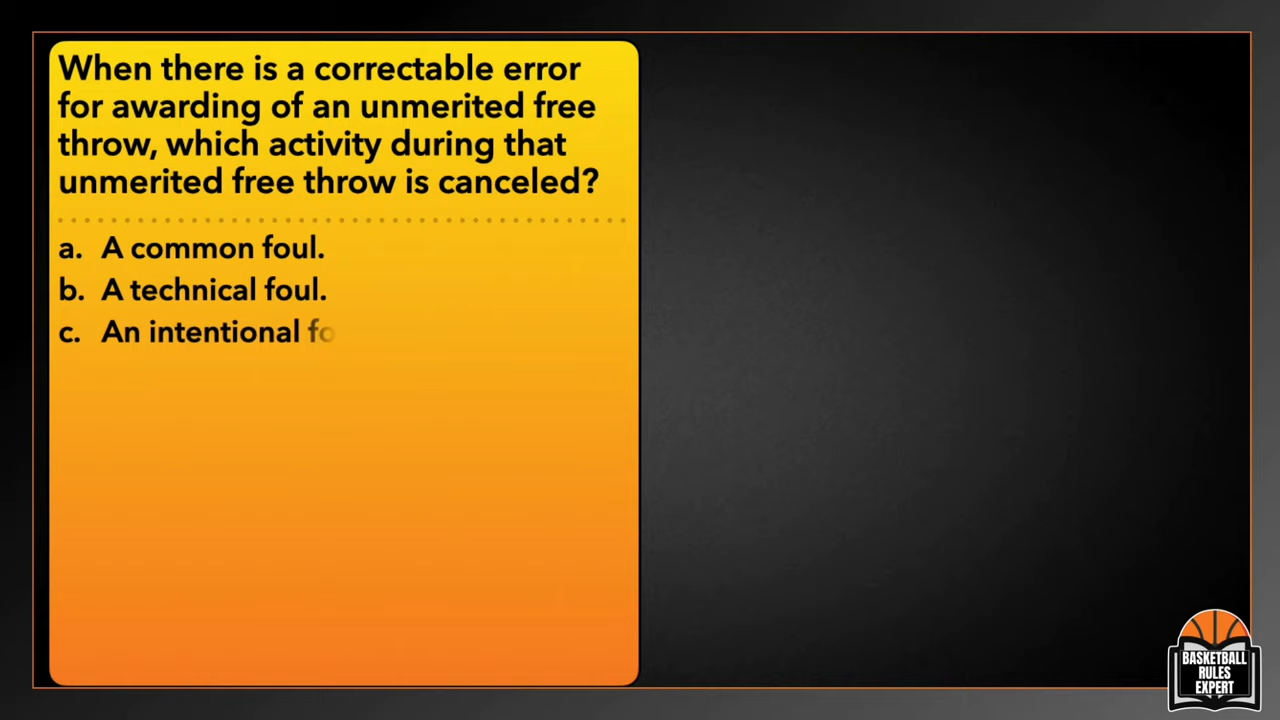 When there is a correctable error
for awarding of an unmerited free
throw, which activity during that
unmerited free throw is canceled?
a. A common foul.
b. A technical foul.
c. An intentional fo
BASKETBALL
RULES
EXPERT